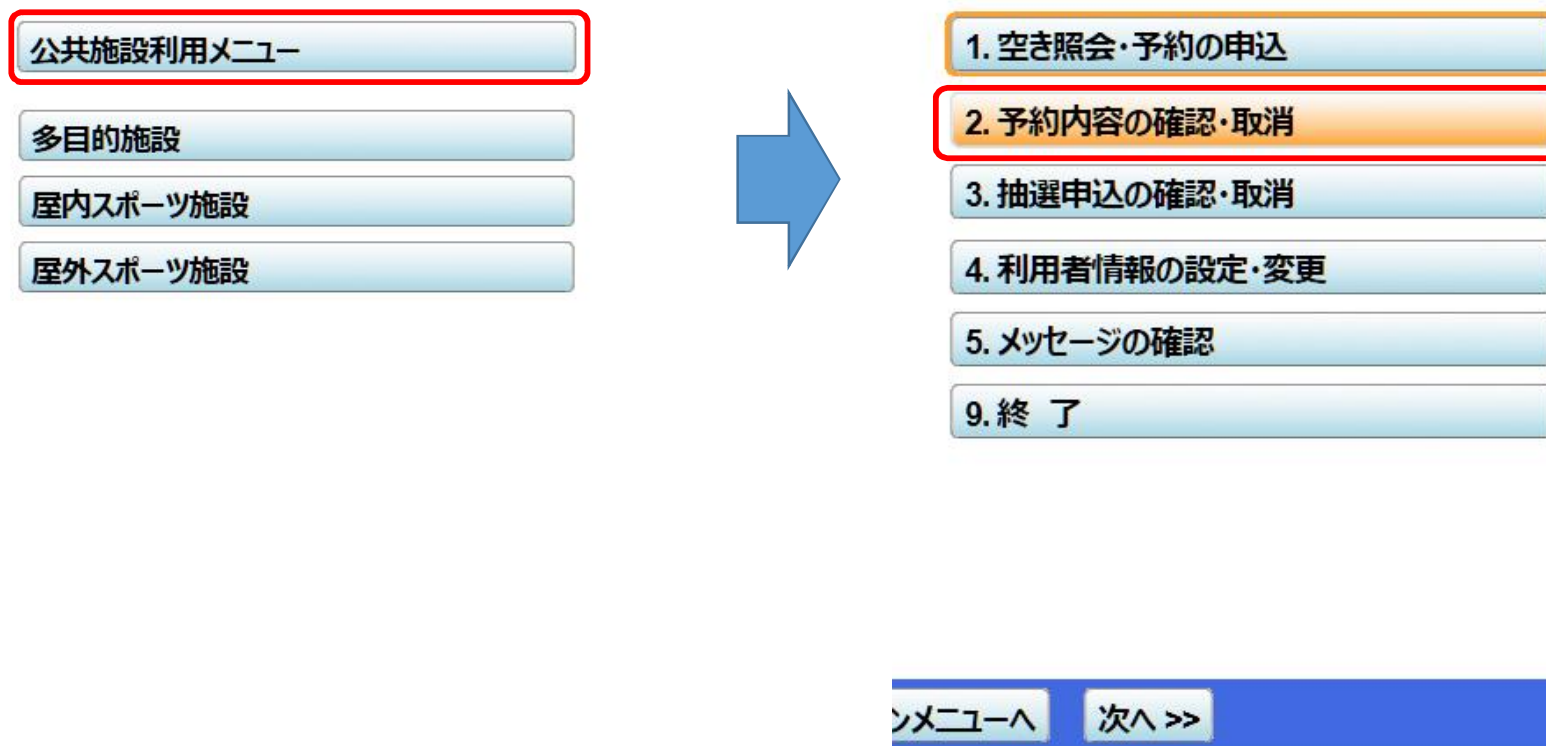 公共施設利用メニュー
多目的施設
屋内スポーツ施設
屋外スポーツ施設
1. 空き照会・予約の申込
2. 予約内容の確認・取消
3. 抽選申込の確認・取消
4. 利用者情報の設定・変更
5. メッセージの確認
9. 終 了
ンメニューへ
次へ >>